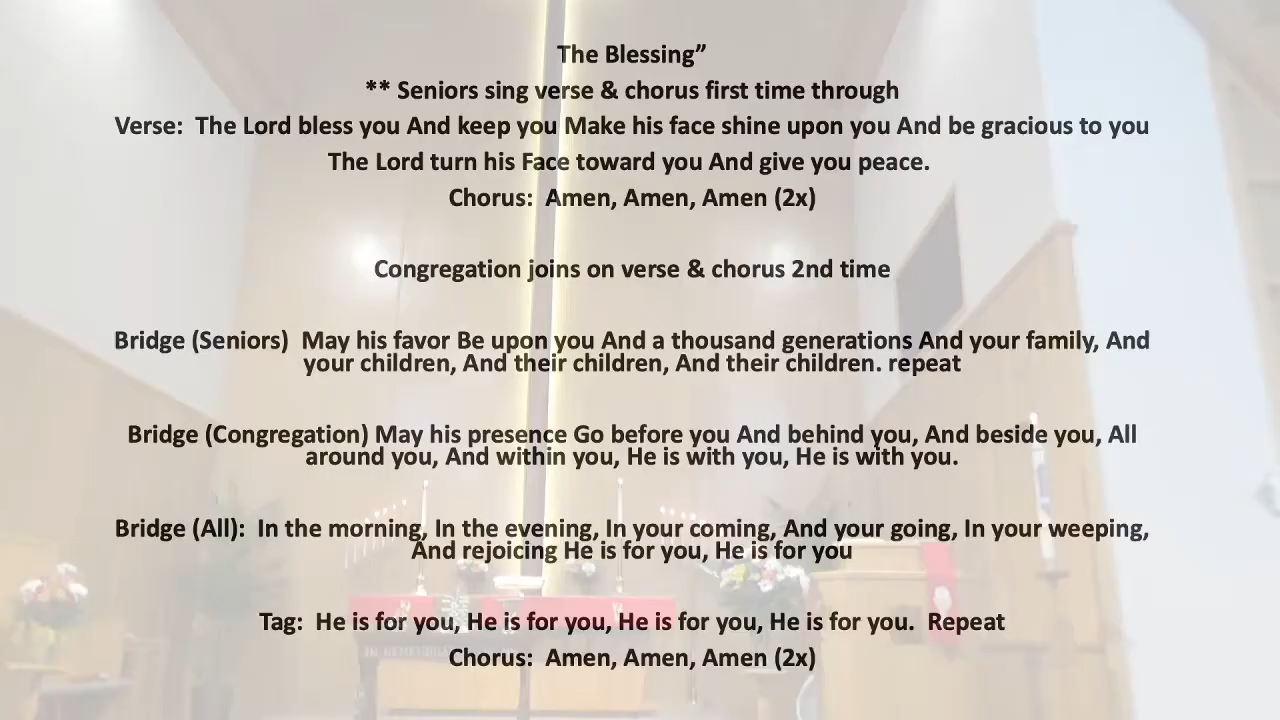 The Blessing”
** Seniors sing verse & chorus first time through
Verse:  The Lord bless you And keep you Make his face shine upon you And be gracious to you
The Lord turn his Face toward you And give you peace.
Chorus:  Amen, Amen, Amen (2x)
Congregation joins on verse & chorus 2nd time
Bridge (Seniors)  May his favor Be upon you And a thousand generations And your family, And
your children, And their children, And their children. repeat
Bridge (Congregation) May his presence Go before you And behind you, And beside you, All
around you, And within you, He is with you, He is with you.
Bridge (All):  In the morning, In the evening, In your coming, And your going, In your weeping,
And rejoicing He is for you, He is for you
Tag:  He is for you, He is for you, He is for you, He is for you.  Repeat
Chorus:  Amen, Amen, Amen (2x)